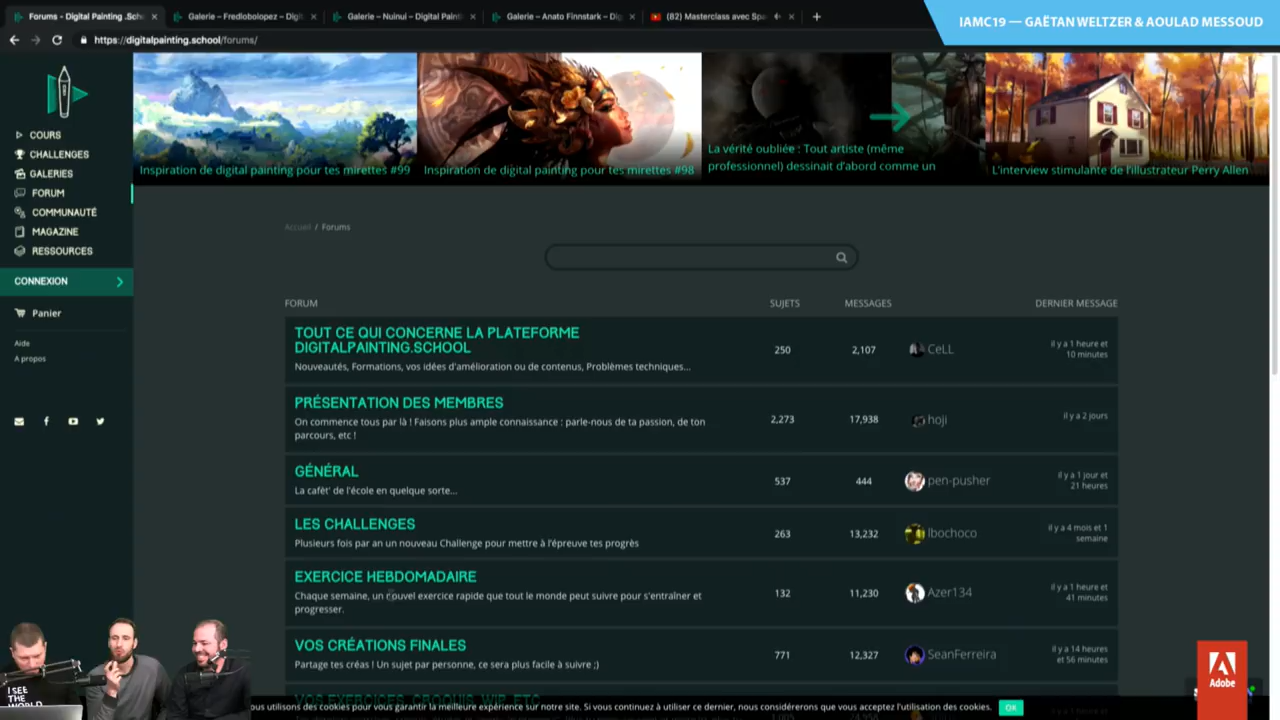 Forums - Digital Painting .Scho
Galerie – Fredlobolopez – Digit
Galerie – Nuinui – Digital Painti
Galerie – Anato Finnstark – Dig
(82) Masterclass avec Spa
IAMC19 — GAËTAN WELTZER & AOULAD MESSOUD
https://digitalpainting.school/forums/
COURS
CHALLENGES
GALERIES
FORUM
COMMUNAUTÉ
MAGAZINE
RESSOURCES
CONNEXION
Panier
Aide
A propos
Inspiration de digital painting pour tes mirettes #99
Inspiration de digital painting pour tes mirettes #98
La vérité oubliée : Tout artiste (même
professionnel) dessinait d'abord comme un
L'interview stimulante de l'illustrateur Perry Allen
Accueil / Forums
FORUM SUJETS MESSAGES DERNIER MESSAGE
TOUT CE QUI CONCERNE LA PLATEFORME
DIGITALPAINTING.SCHOOL
Nouveautés, Formations, vos idées d'amélioration ou de contenus, Problèmes techniques...
250 2,107 CeLL
il y a 1 heure et
10 minutes
PRÉSENTATION DES MEMBRES
On commence tous par là ! Faisons plus ample connaissance : parle-nous de ta passion, de ton
parcours, etc !
2,273 17,938 hoji
il y a 2 jours
GÉNÉRAL
La cafèt' de l'école en quelque sorte...
537 444 pen-pusher
il y a 1 jour et
21 heures
LES CHALLENGES
Plusieurs fois par an un nouveau Challenge pour mettre à l'épreuve tes progrès
263 13,232 lbochoco
il y a 4 mois et 1
semaine
EXERCICE HEBDOMADAIRE
Chaque semaine, un nouvel exercice rapide que tout le monde peut suivre pour s'entraîner et
progresser.
132 11,230 Azer134
il y a 1 heure et
41 minutes
VOS CRÉATIONS FINALES
Partage tes créas ! Un sujet par personne, ce sera plus facile à suivre ;)
771 12,327 SeanFerreira
il y a 14 heures
et 56 minutes
VOS EXERCICES, CROQUIS, WIP, ETC
ous utilisons des cookies pour vous garantir la meilleure expérience sur notre site. Si vous continuez à utiliser ce dernier, nous considérerons que vous acceptez l'utilisation des cookies. OK
I SEE
THE WORLD
Adobe